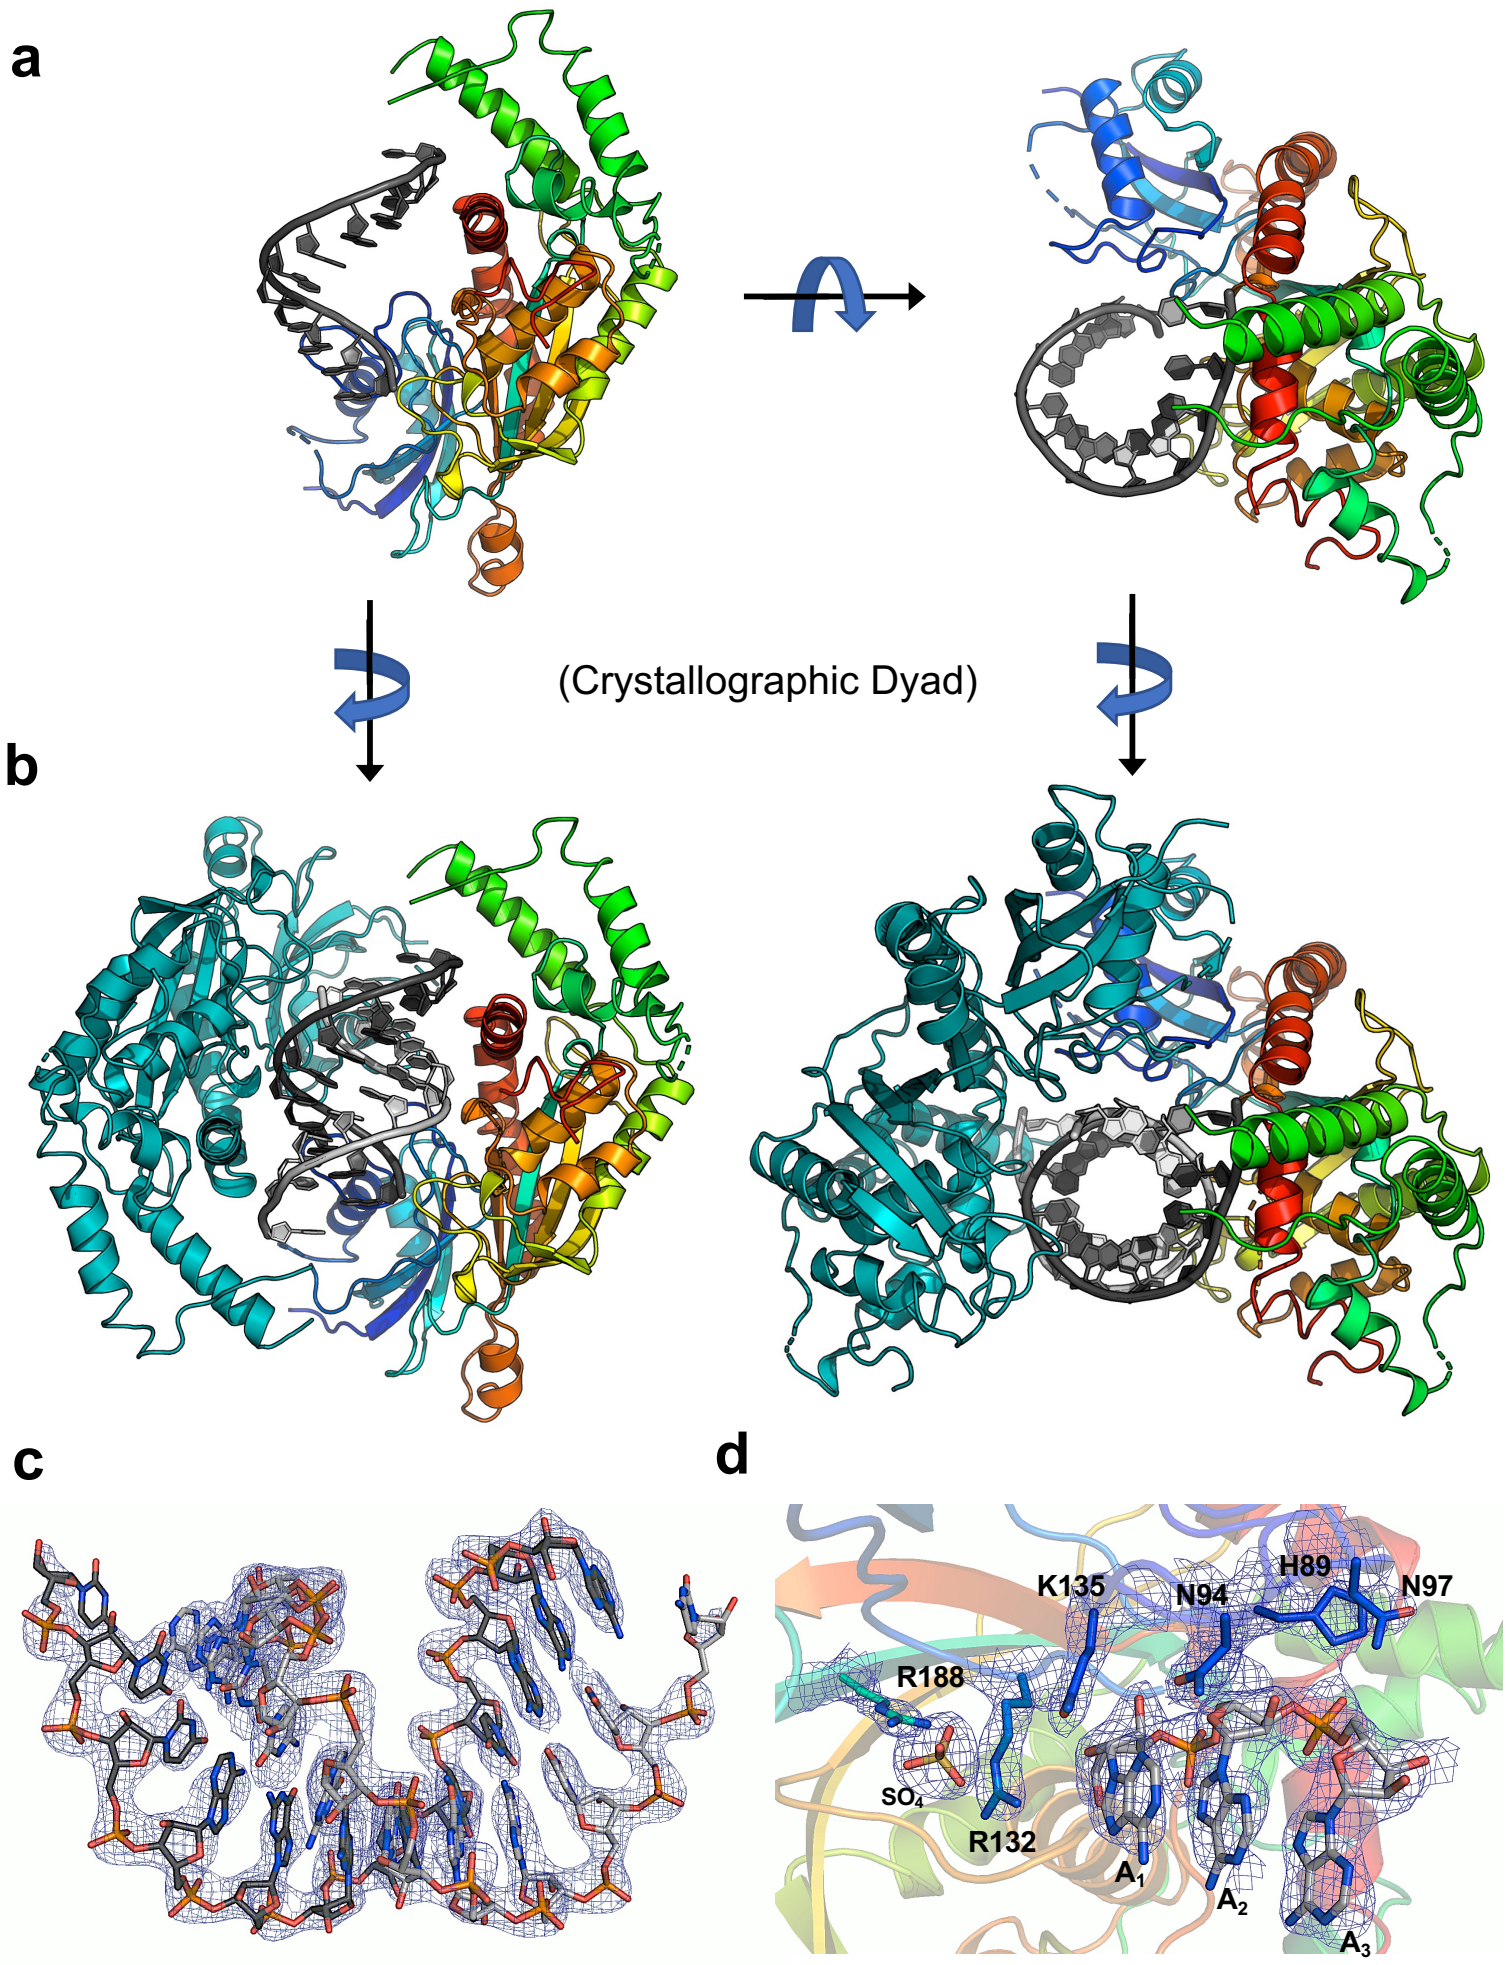 a
(Crystallographic Dyad)
b
c
d
H89
K135
N94
N97
R188
SO₄
R132
A₁
A₂
A₃